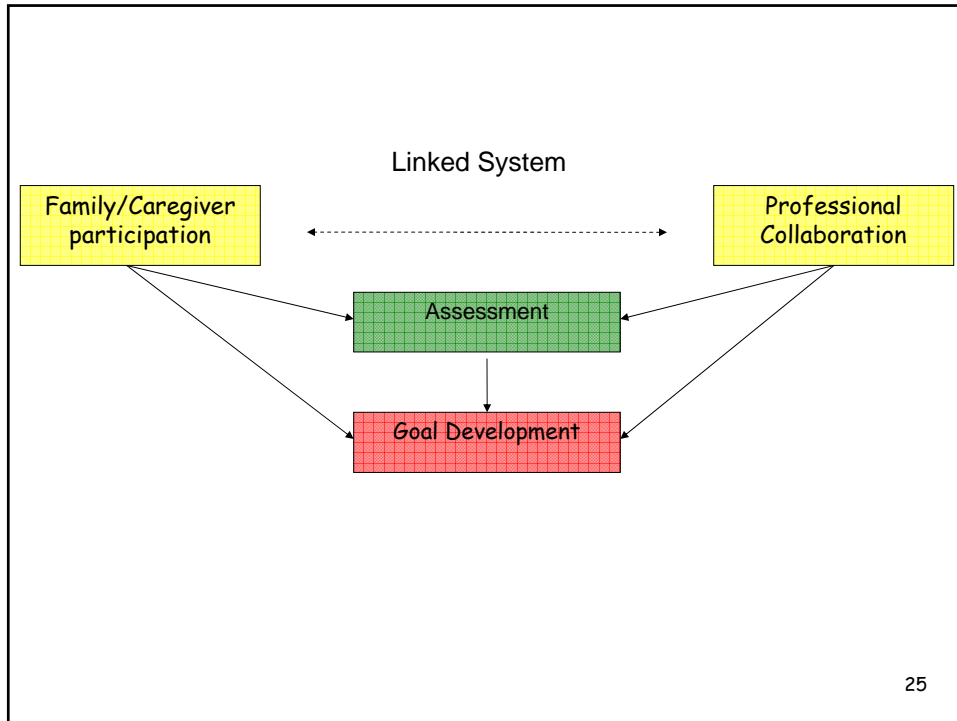 Linked System
Family/Caregiver
participation
Professional
Collaboration
Assessment
Goal Development
25